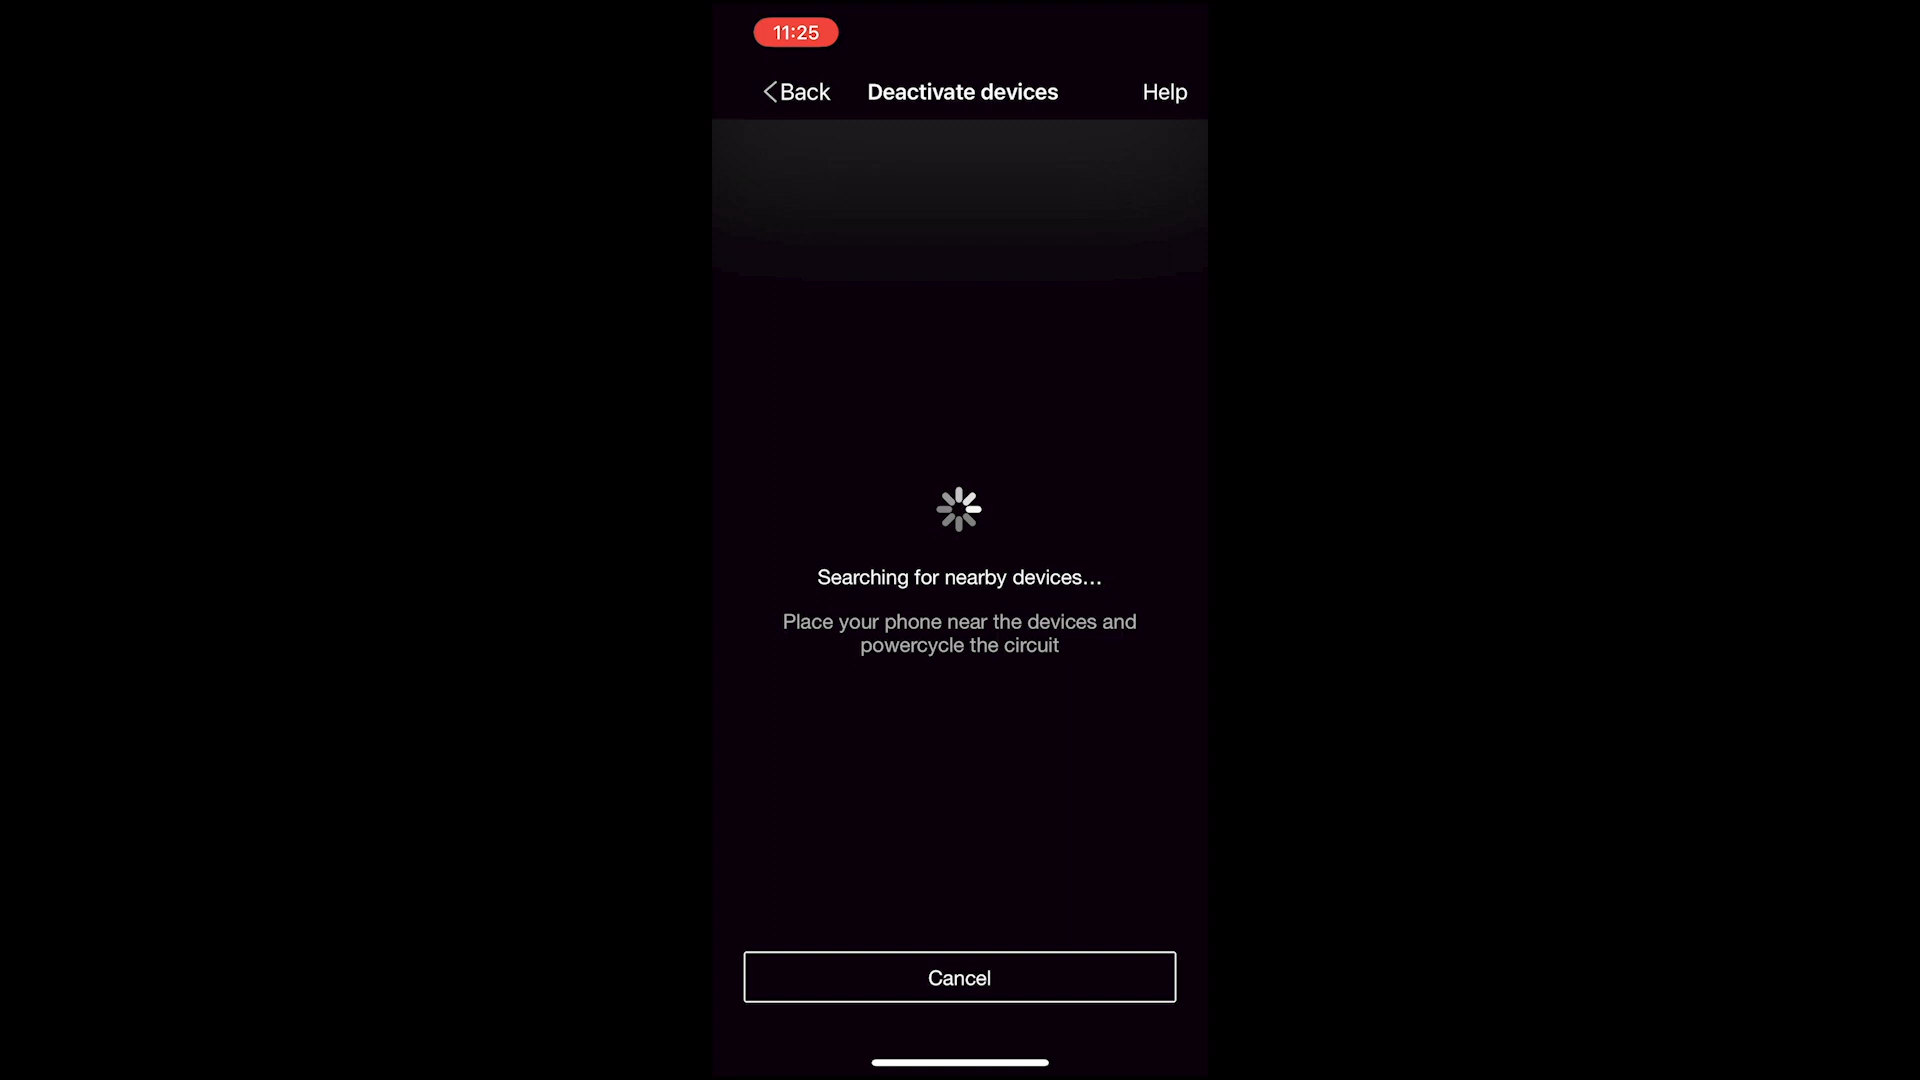 11:25
Back Deactivate devices Help
Searching for nearby devices...
Place your phone near the devices and
powercycle the circuit
Cancel